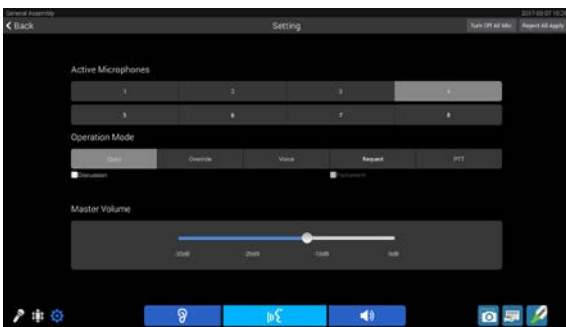 General Assembly 2017-03-07 10:26
< Back Setting Turn Off All Mic Reject All Apply
Active Microphones
1 2 3 4
5 6 7 8
Operation Mode
Open Override Voice Request PTT
Discussion Parliament
Master Volume
-30dB -20dB -10dB 0dB